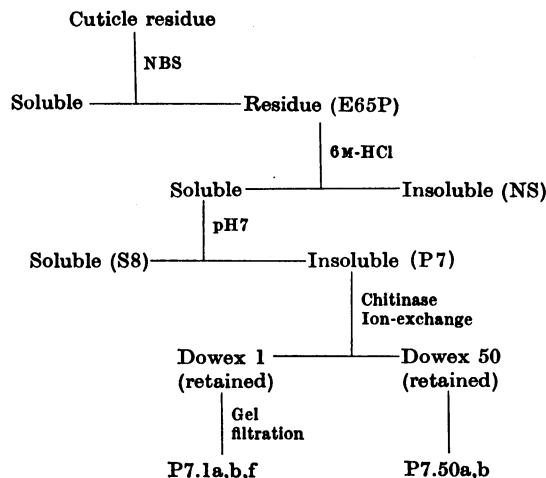 Cuticle residue
NBS
Soluble
Residue (E65P)
6M-HCl
Soluble
Insoluble (NS)
pH7
Soluble (S8)
Insoluble (P7)
Chitinase
Ion-exchange
Dowex 1
(retained)
Dowex 50
(retained)
Gel
filtration
P7.1a,b,f
P7.50a,b